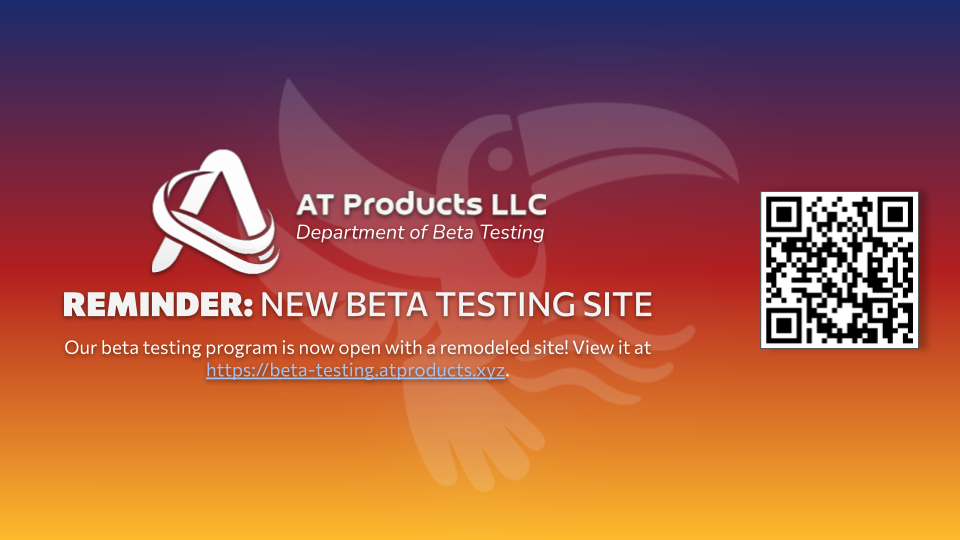 AT Products LLC
Department of Beta Testing
REMINDER: NEW BETA TESTING SITE
Our beta testing program is now open with a remodeled site! View it at
https://beta-testing.atproducts.xyz.